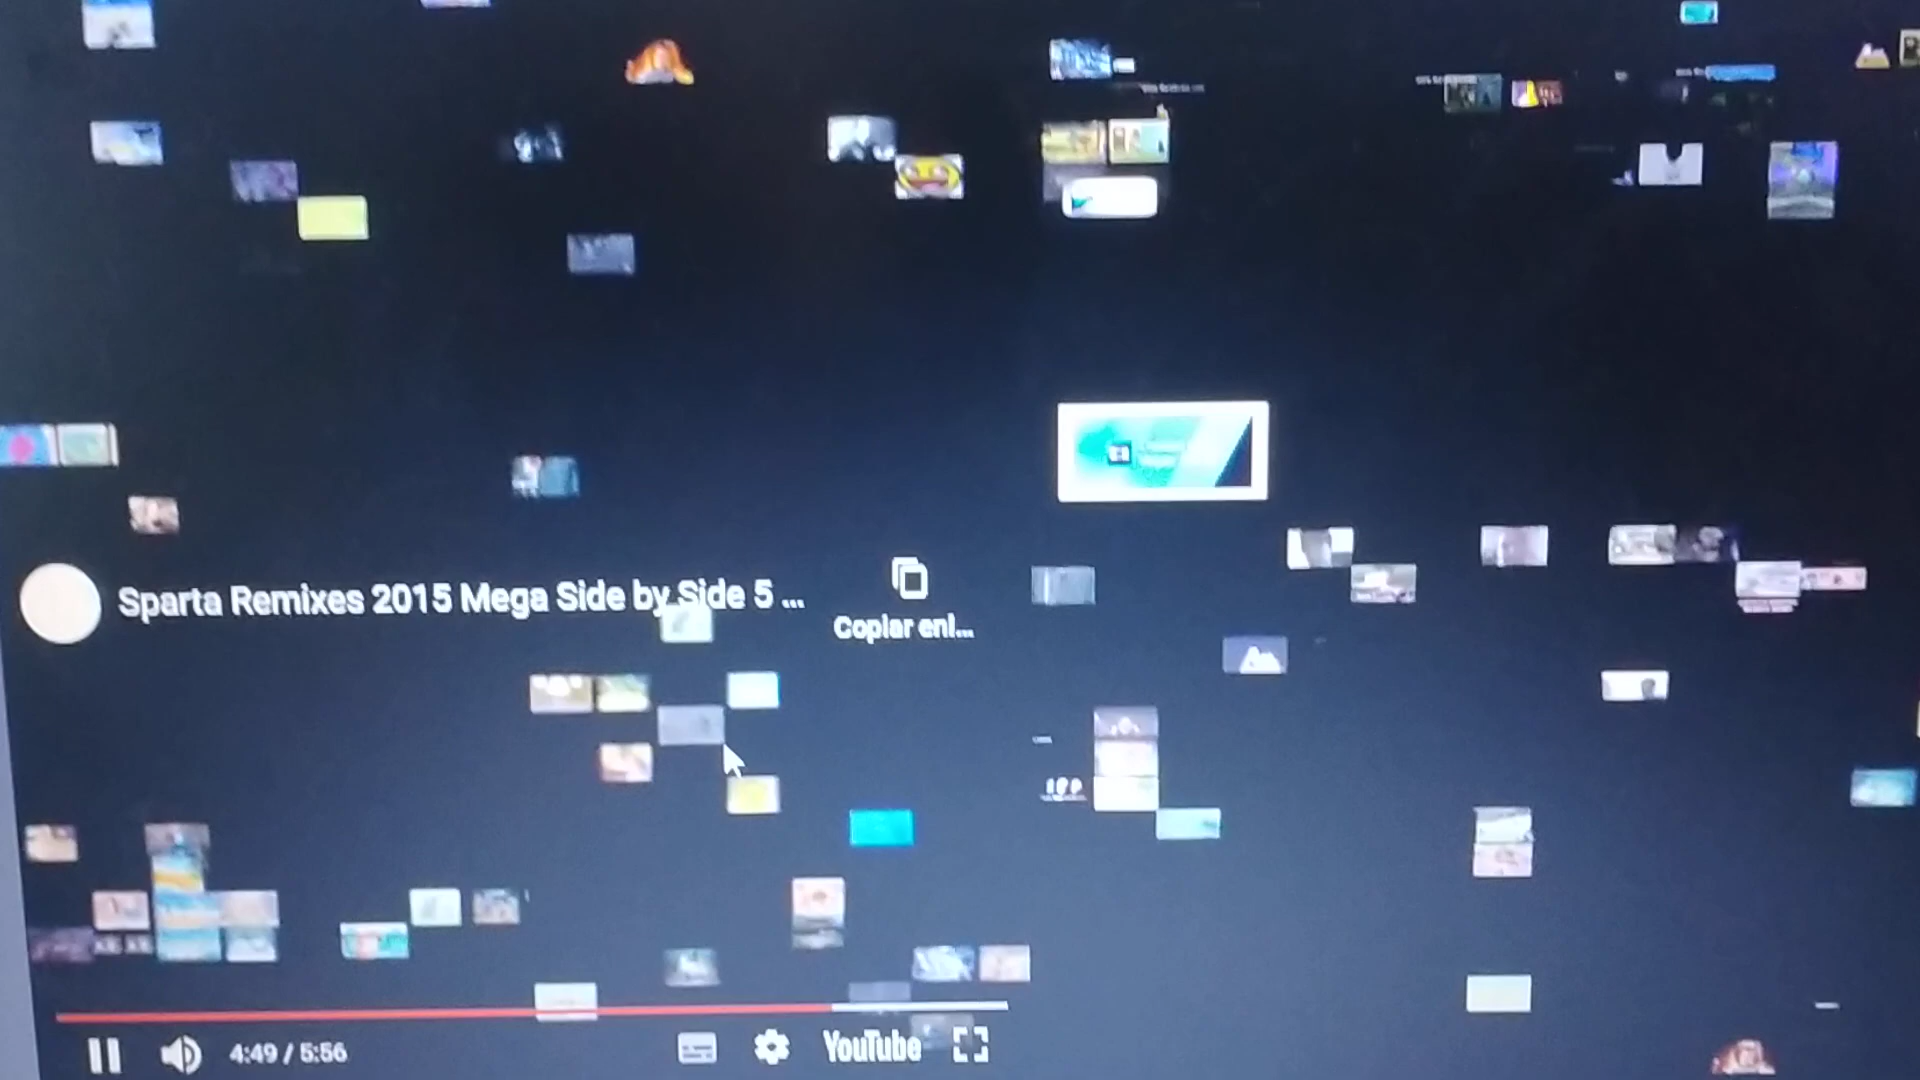 Sparta Remixes 2015 Mega Side by Side 5 ...
Copiar enl...
4:49 / 5:56
YouTube